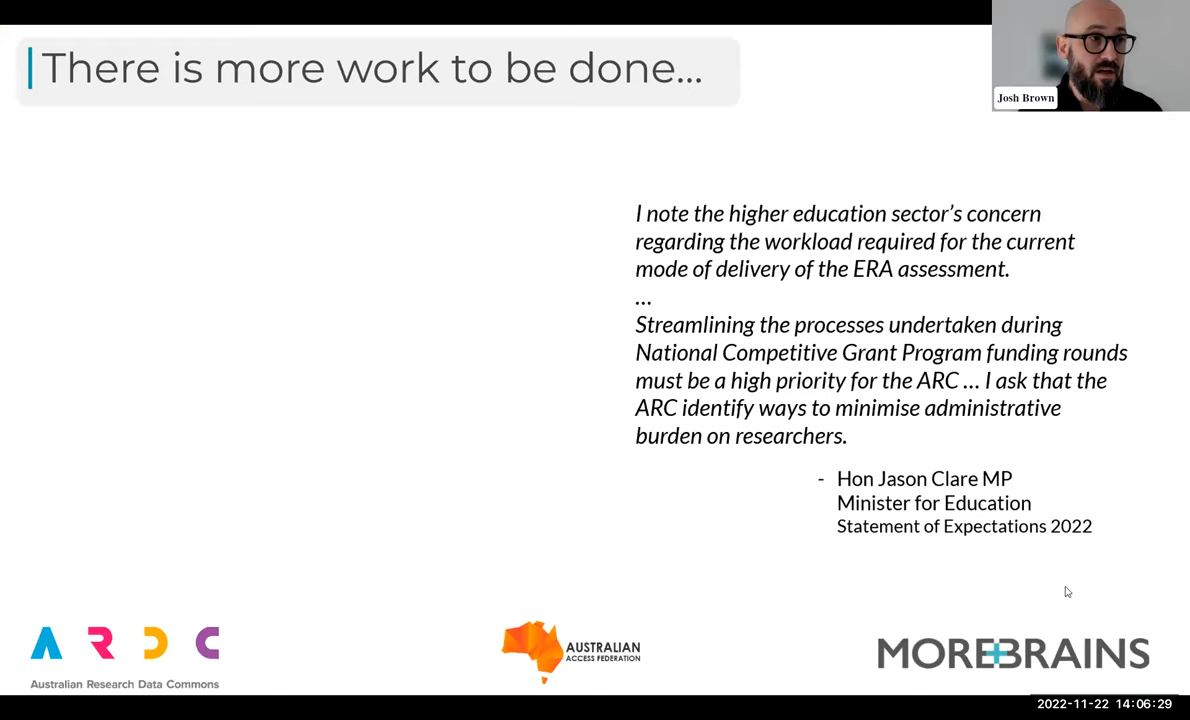 There is more work to be done...
Josh Brown
I note the higher education sector’s concern
regarding the workload required for the current
mode of delivery of the ERA assessment.
...
Streamlining the processes undertaken during
National Competitive Grant Program funding rounds
must be a high priority for the ARC ... I ask that the
ARC identify ways to minimise administrative
burden on researchers.
- Hon Jason Clare MP
Minister for Education
Statement of Expectations 2022
ARDC
Australian Research Data Commons
AUSTRALIAN
ACCESS FEDERATION
MOREBRAINS
2022-11-22 14:06:29